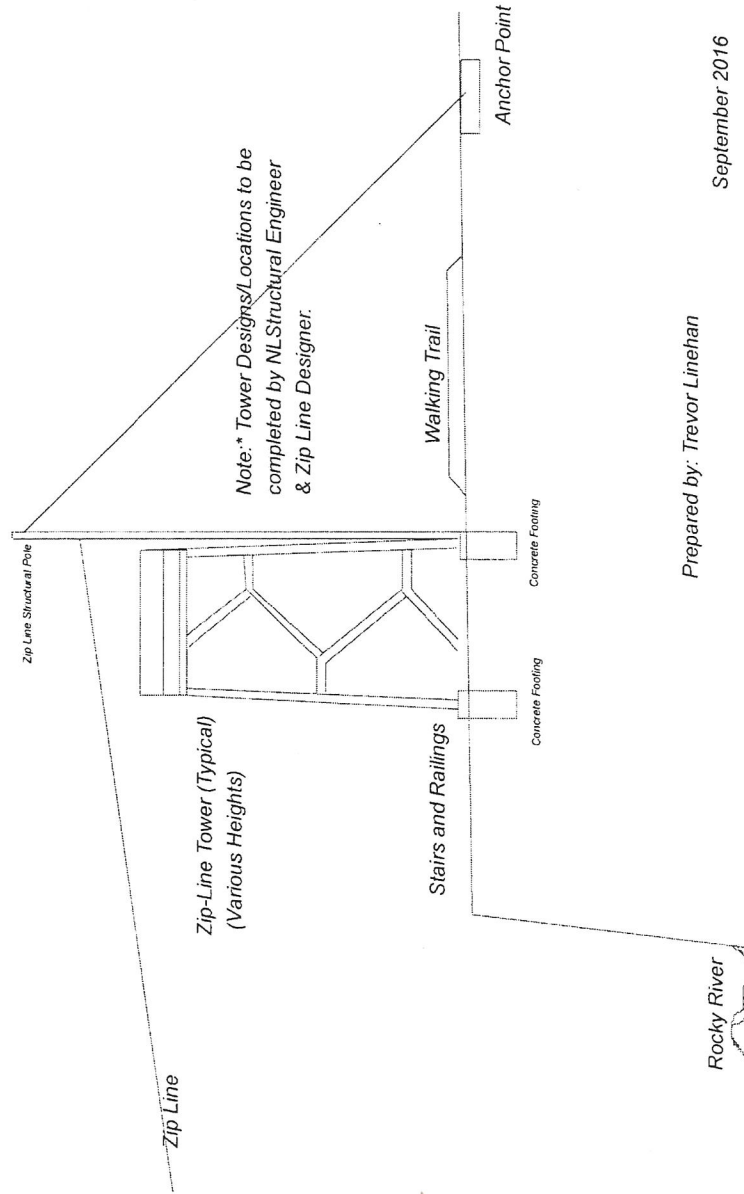 Zip Line Structural Pole
Note:* Tower Designs/Locations to be
completed by NLStructural Engineer
& Zip Line Designer.
Zip Line
Zip-Line Tower (Typical)
(Various Heights)
Stairs and Railings
Walking Trail
Anchor Point
Concrete Footing
Concrete Footing
Rocky River
Prepared by: Trevor Linehan
September 2016